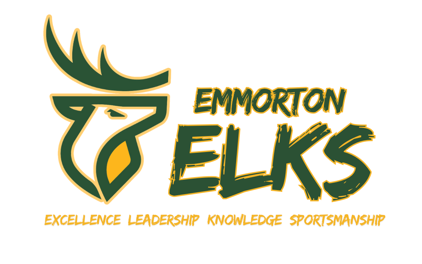 EMMORTON
ELKS
EXCELLENCE LEADERSHIP KNOWLEDGE SPORTSMANSHIP